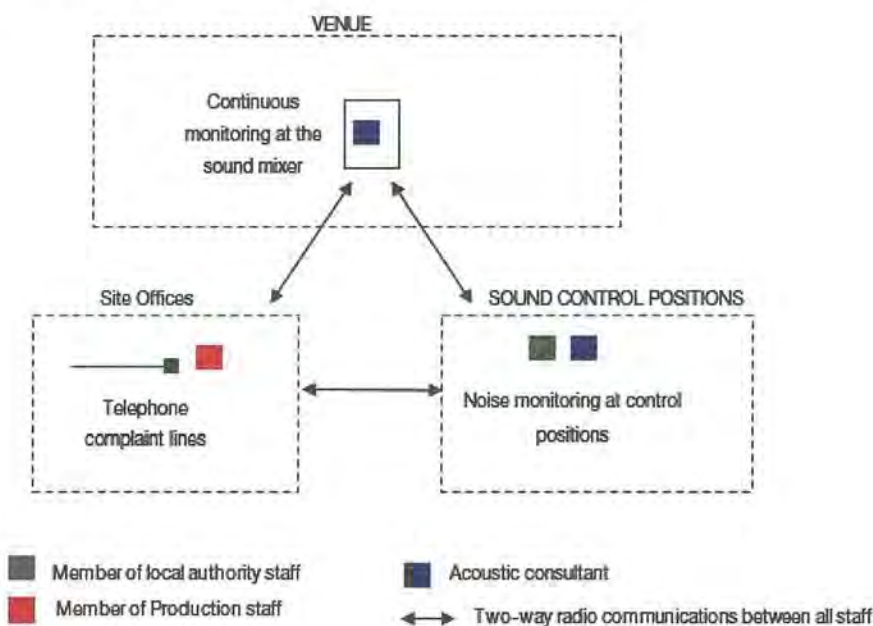 VENUE
Continuous
monitoring at the
sound mixer
Site Offices
SOUND CONTROL POSITIONS
Telephone
complaint lines
Noise monitoring at control
positions
Member of local authority staff
Acoustic consultant
Member of Production staff
Two-way radio communications between all staff